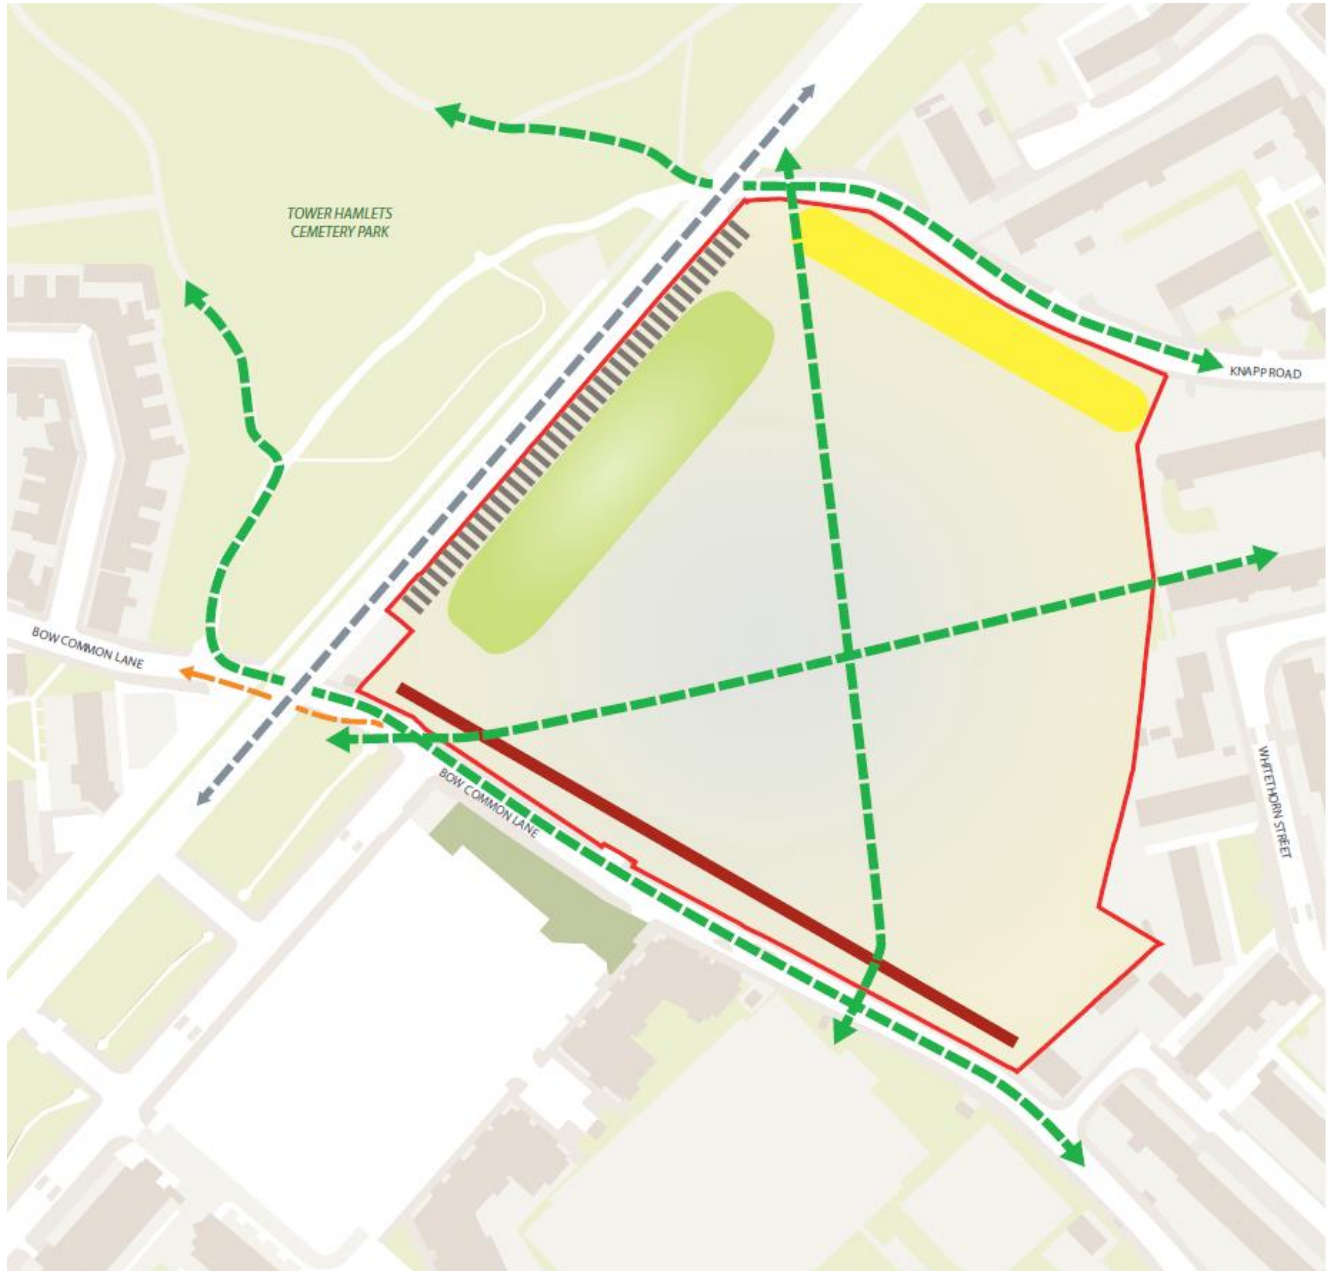 TOWER HAMLETS
CEMETERY PARK
KNAPP ROAD
BOW COMMON LANE
BOW COMMON LANE
WHITETHORN STREET